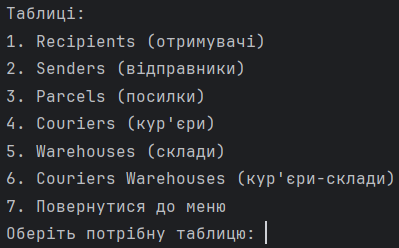 Таблиці:
1. Recipients (отримувачі)
2. Senders (відправники)
3. Parcels (посилки)
4. Couriers (кур'єри)
5. Warehouses (склади)
6. Couriers Warehouses (кур'єри-склади)
7. Повернутися до меню
Оберіть потрібну таблицю: